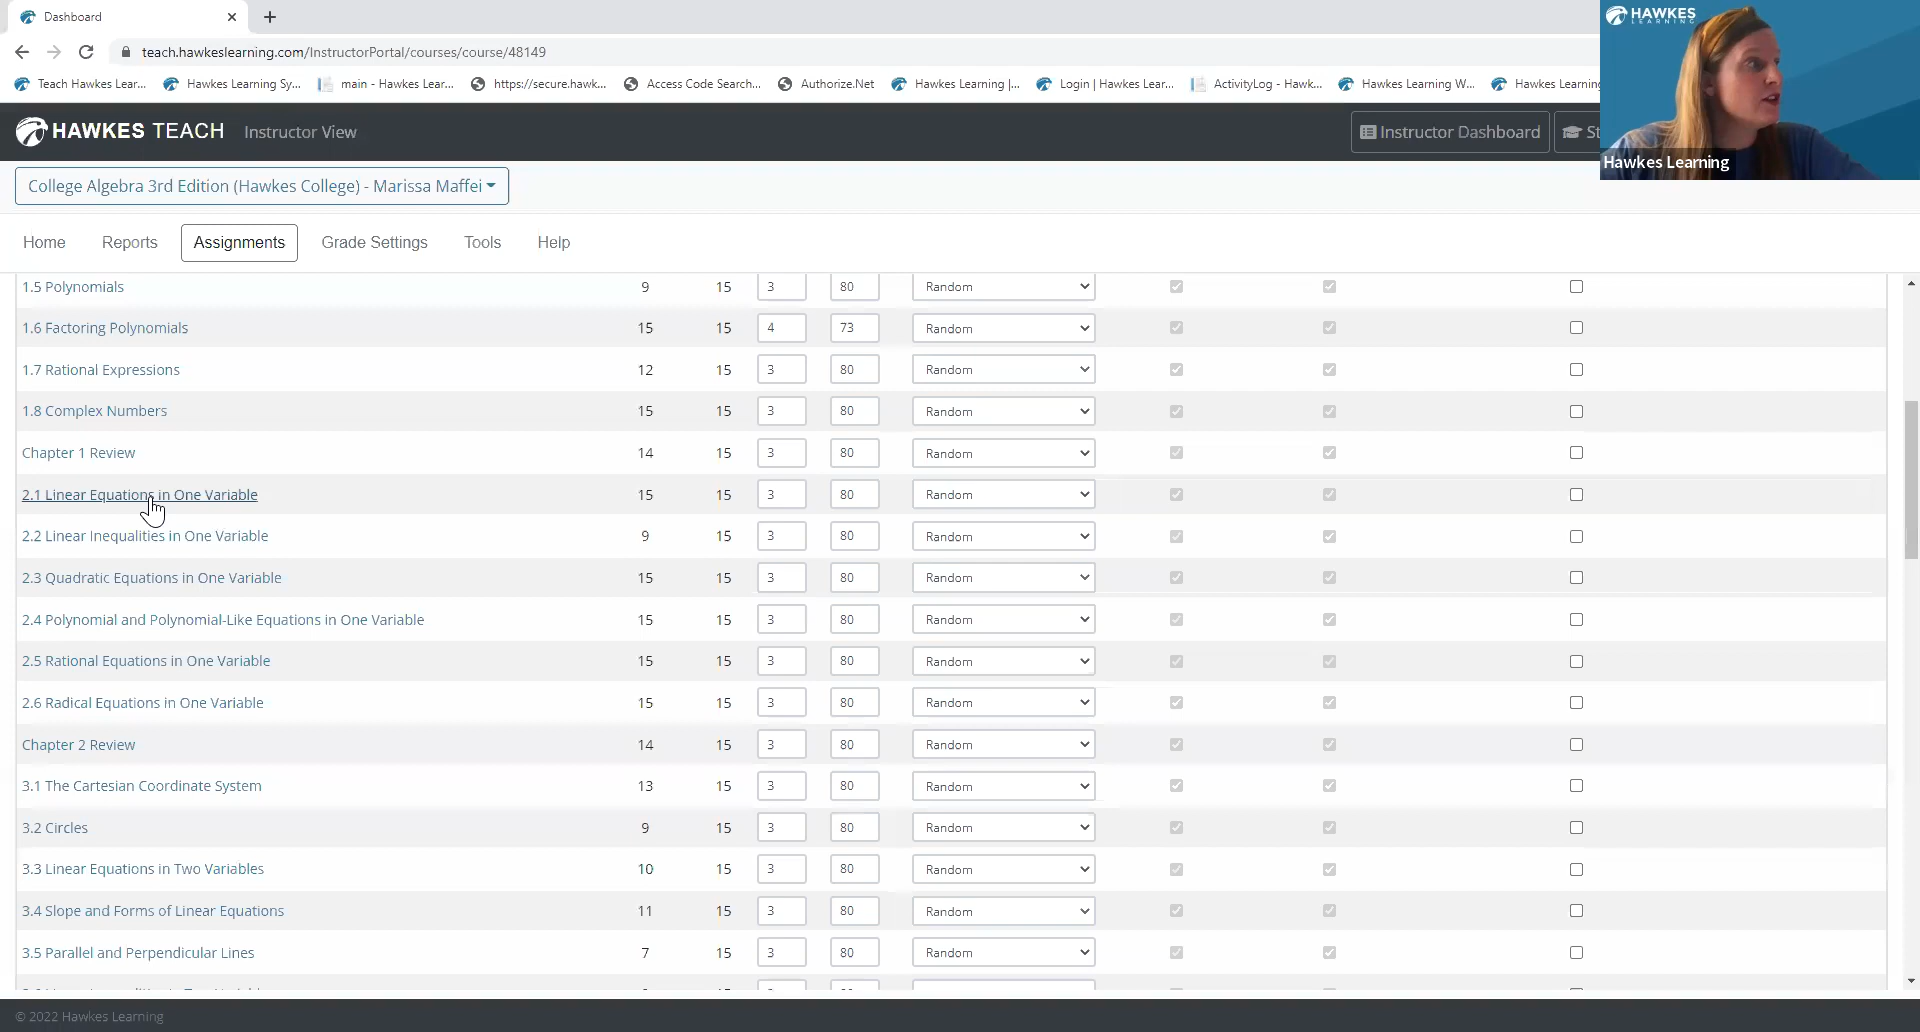 Dashboard
teach.hawkeslearning.com/InstructorPortal/courses/course/48149
Teach Hawkes Lear... Hawkes Learning Sy... main - Hawkes Lear... https://secure.hawk... Access Code Search... Authorize.Net Hawkes Learning |... Login | Hawkes Lear... ActivityLog - Hawk... Hawkes Learning W... Hawkes Learning
HAWKES LEARNING
HAWKES TEACH Instructor View Instructor Dashboard St
Hawkes Learning
College Algebra 3rd Edition (Hawkes College) - Marissa Maffei
Home Reports Assignments Grade Settings Tools Help
1.5 Polynomials 9 15 3 80 Random
1.6 Factoring Polynomials 15 15 4 73 Random
1.7 Rational Expressions 12 15 3 80 Random
1.8 Complex Numbers 15 15 3 80 Random
Chapter 1 Review 14 15 3 80 Random
2.1 Linear Equations in One Variable 15 15 3 80 Random
2.2 Linear Inequalities in One Variable 9 15 3 80 Random
2.3 Quadratic Equations in One Variable 15 15 3 80 Random
2.4 Polynomial and Polynomial-Like Equations in One Variable 15 15 3 80 Random
2.5 Rational Equations in One Variable 15 15 3 80 Random
2.6 Radical Equations in One Variable 15 15 3 80 Random
Chapter 2 Review 14 15 3 80 Random
3.1 The Cartesian Coordinate System 13 15 3 80 Random
3.2 Circles 9 15 3 80 Random
3.3 Linear Equations in Two Variables 10 15 3 80 Random
3.4 Slope and Forms of Linear Equations 11 15 3 80 Random
3.5 Parallel and Perpendicular Lines 7 15 3 80 Random
© 2022 Hawkes Learning